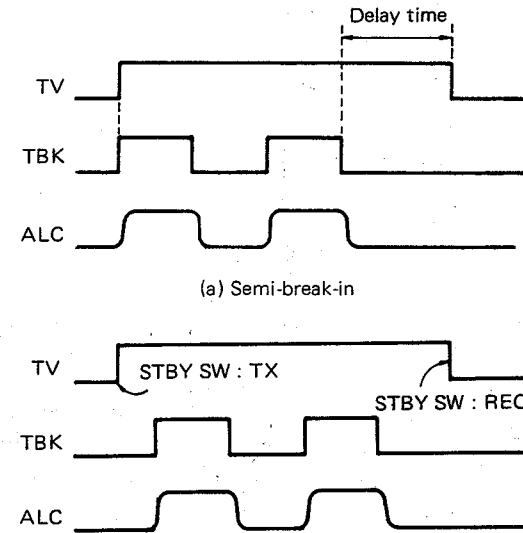 Delay time
TV
TBK
ALC
(a) Semi-break-in
TV
STBY SW : TX
STBY SW : REC
TBK
ALC